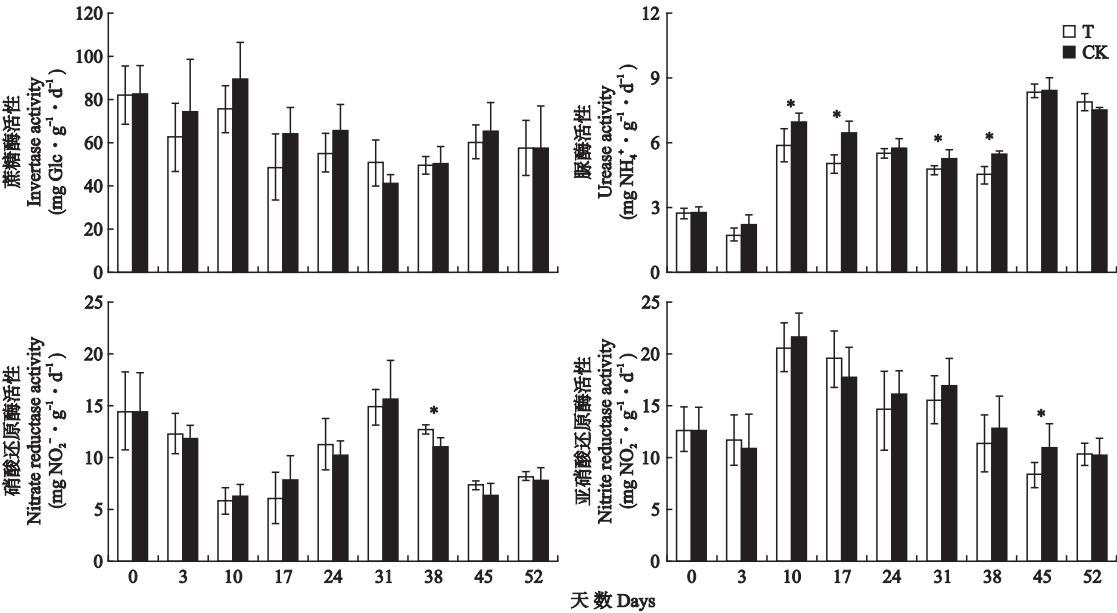 蔗糖酶活性
Invertase activity
(mg Glc · g⁻¹ · d⁻¹)
120
100
80
60
40
20
0
脲酶活性
Urease activity
(mg NH₄⁺ · g⁻¹ · d⁻¹)
12
9
6
3
0
T
CK
*
*
*
*
硝酸还原酶活性
Nitrate reductase activity
(mg NO₂⁻ · g⁻¹ · d⁻¹)
25
20
15
10
5
0
*
0 3 10 17 24 31 38 45 52
亚硝酸还原酶活性
Nitrite reductase activity
(mg NO₂⁻ · g⁻¹ · d⁻¹)
25
20
15
10
5
0
*
0 3 10 17 24 31 38 45 52
天数 Days